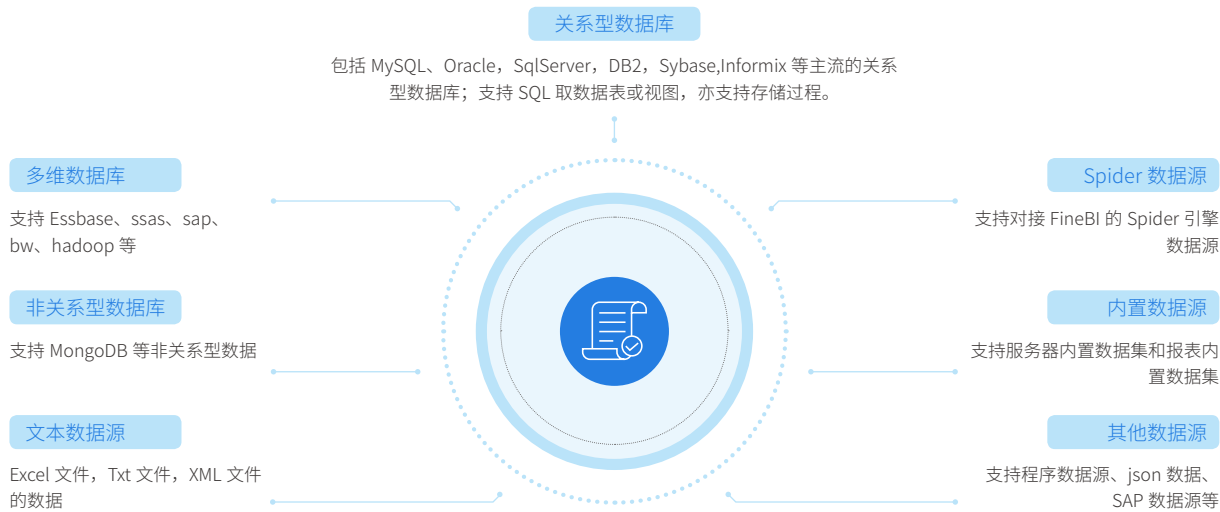 关系型数据库
包括 MySQL、Oracle，SqlServer，DB2，Sybase,Informix 等主流的关系
型数据库；支持 SQL 取数据表或视图，亦支持存储过程。
多维数据库
支持 Essbase、ssas、sap、
bw、hadoop 等
非关系型数据库
支持 MongoDB 等非关系型数据
文本数据源
Excel 文件，Txt 文件，XML 文件
的数据
Spider 数据源
支持对接 FineBI 的 Spider 引擎
数据源
内置数据源
支持服务器内置数据集和报表内
置数据集
其他数据源
支持程序数据源、json 数据、
SAP 数据源等